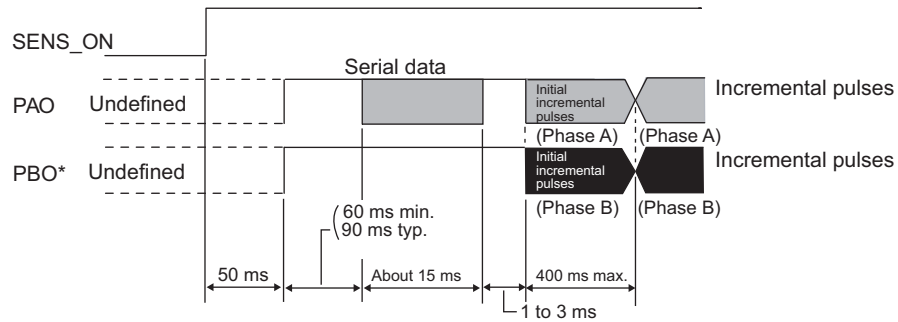 SENS_ON
Serial data
PAO
Undefined
Initial
incremental
pulses
Incremental pulses
(Phase A)
(Phase A)
PBO*
Undefined
Initial
incremental
pulses
Incremental pulses
(Phase B)
(Phase B)
60 ms min.
90 ms typ.
50 ms
About 15 ms
400 ms max.
1 to 3 ms